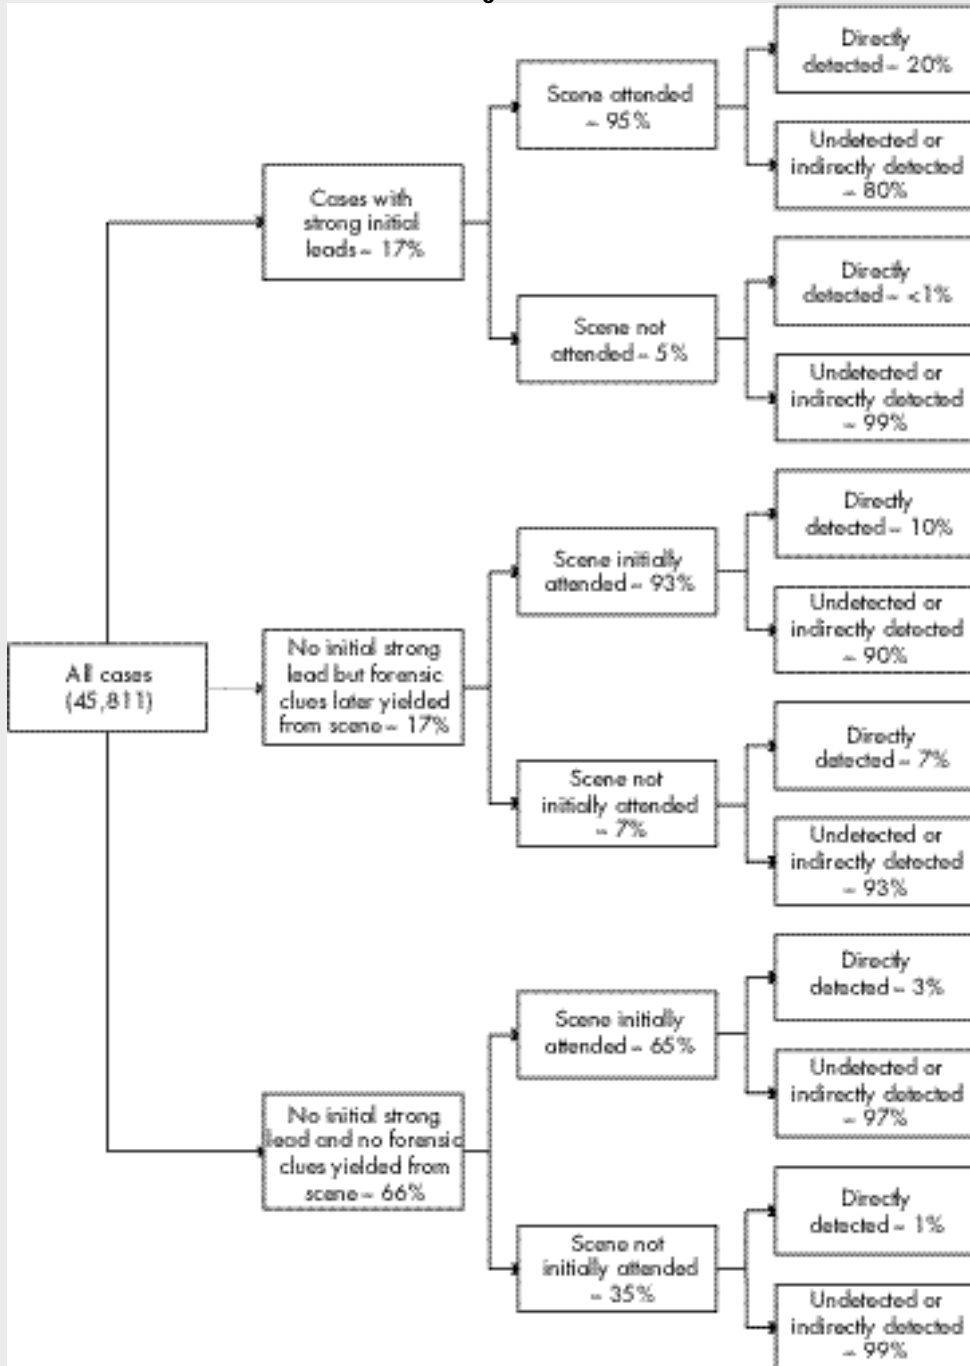 Directly
detected – 20%
Scene attended
– 95%
Undetected or
indirectly detected
– 80%
Cases with
strong initial
leads – 17%
Directly
detected – <1%
Scene not
attended – 5%
Undetected or
indirectly detected
– 99%
Directly
detected – 10%
Scene initially
attended – 93%
Undetected or
indirectly detected
– 90%
All cases
(45,811)
No initial strong
lead but forensic
clues later yielded
from scene – 17%
Directly
detected – 7%
Scene not
initially attended
– 7%
Undetected or
indirectly detected
– 93%
Directly
detected – 3%
Scene initially
attended – 65%
Undetected or
indirectly detected
– 97%
No initial strong
lead and no forensic
clues yielded from
scene – 66%
Directly
detected – 1%
Scene not
initially attended
– 35%
Undetected or
indirectly detected
– 99%